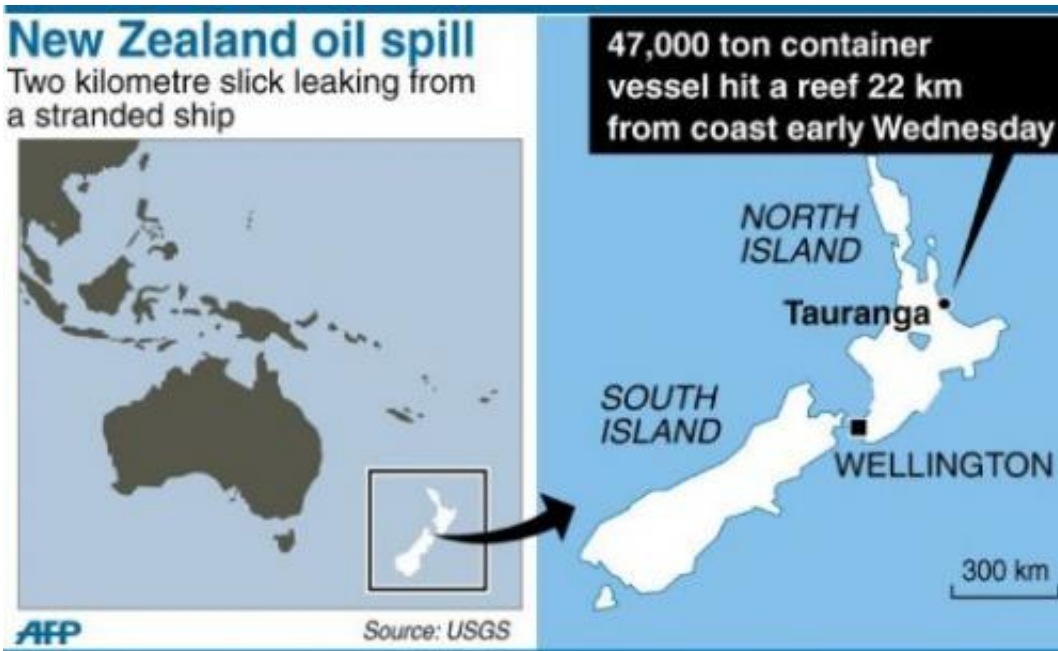 New Zealand oil spill
Two kilometre slick leaking from
a stranded ship
47,000 ton container
vessel hit a reef 22 km
from coast early Wednesday
NORTH
ISLAND
Tauranga
SOUTH
ISLAND
WELLINGTON
300 km
AFP
Source: USGS